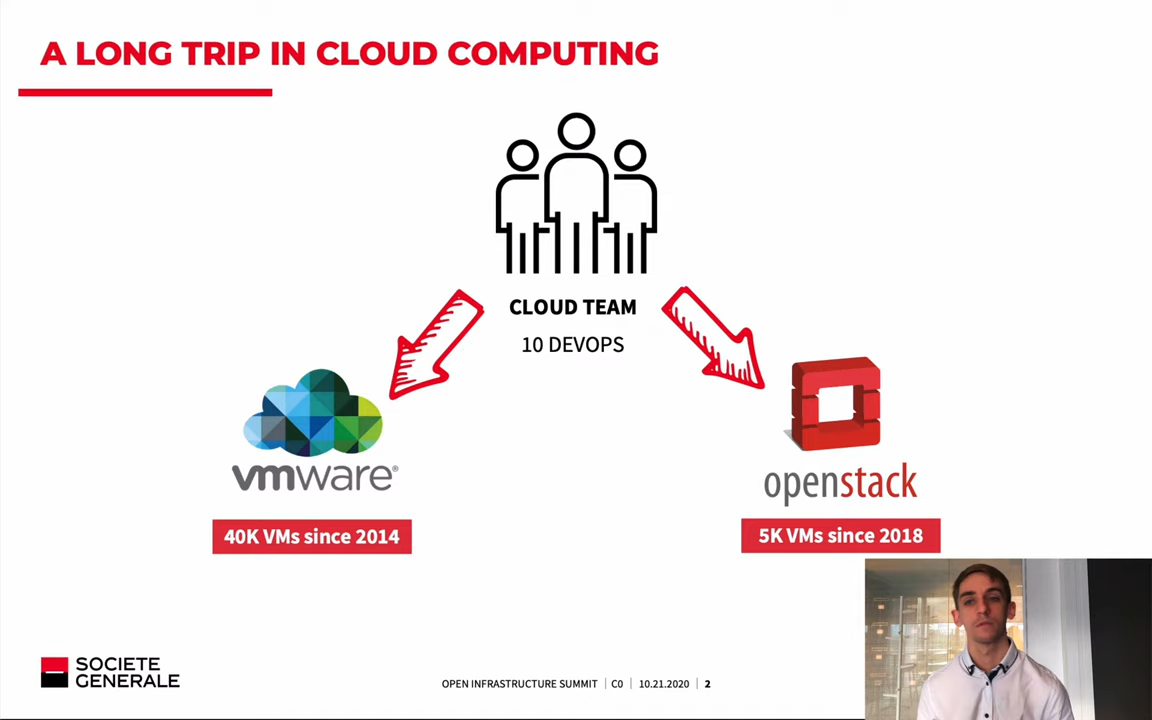 A LONG TRIP IN CLOUD COMPUTING
CLOUD TEAM
10 DEVOPS
vmware®
openstack
40K VMs since 2014
5K VMs since 2018
SOCIETE
GENERALE
OPEN INFRASTRUCTURE SUMMIT | C0 | 10.21.2020 | 2